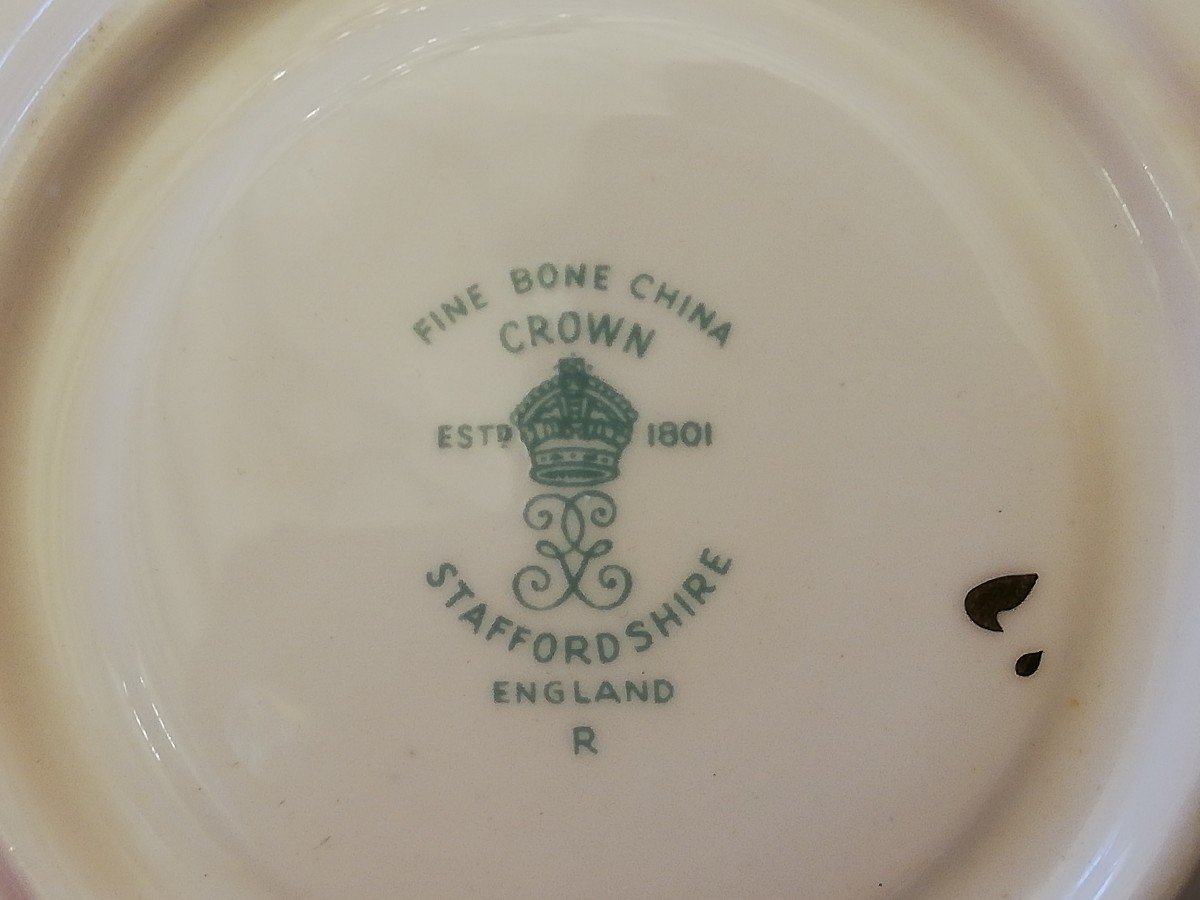 FINE BONE CHINA
CROWN
ESTD 1801
STAFFORDSHIRE
ENGLAND
R